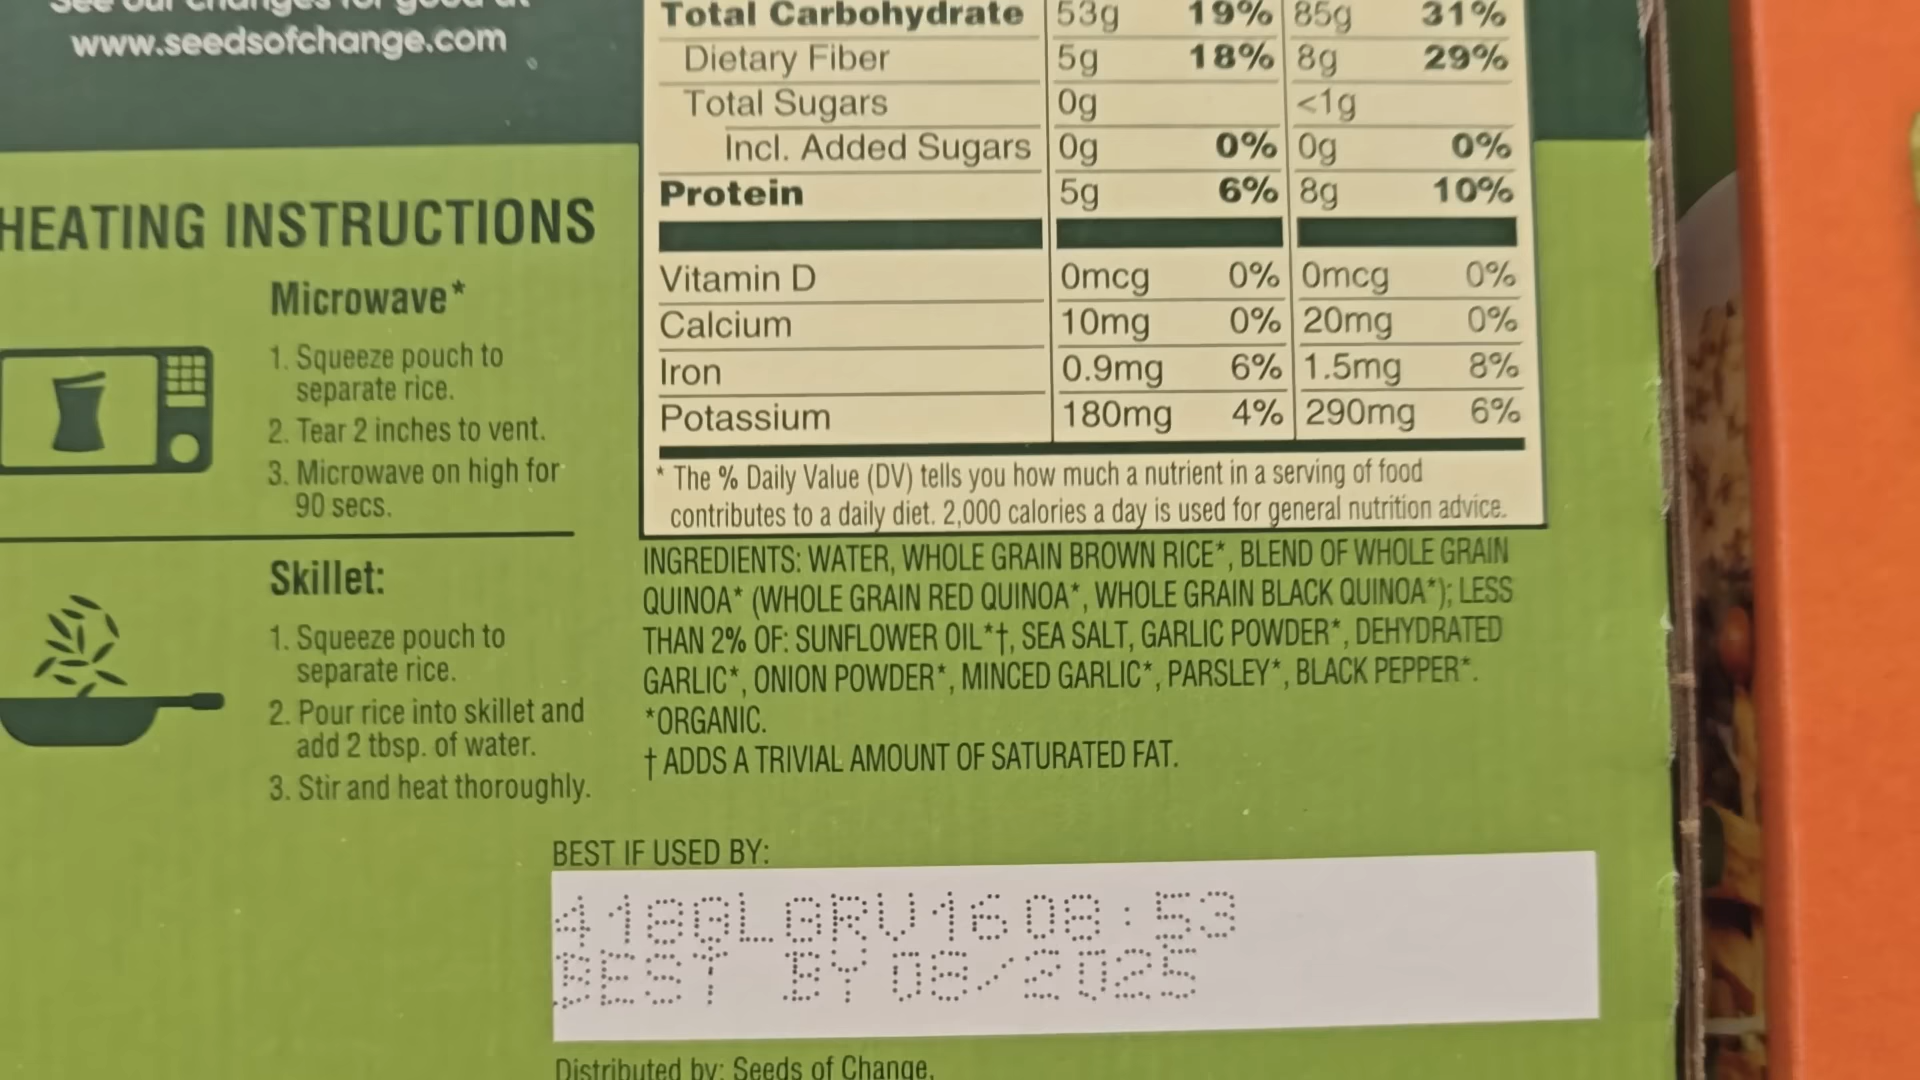 www.seedsofchange.com
Total Carbohydrate 53g 19% 85g 31%
Dietary Fiber 5g 18% 8g 29%
Total Sugars 0g <1g
Incl. Added Sugars 0g 0% 0g 0%
Protein 5g 6% 8g 10%
Vitamin D 0mcg 0% 0mcg 0%
Calcium 10mg 0% 20mg 0%
Iron 0.9mg 6% 1.5mg 8%
Potassium 180mg 4% 290mg 6%
* The % Daily Value (DV) tells you how much a nutrient in a serving of food
contributes to a daily diet. 2,000 calories a day is used for general nutrition advice.
HEATING INSTRUCTIONS
Microwave*
1. Squeeze pouch to
separate rice.
2. Tear 2 inches to vent.
3. Microwave on high for
90 secs.
Skillet:
1. Squeeze pouch to
separate rice.
2. Pour rice into skillet and
add 2 tbsp. of water.
3. Stir and heat thoroughly.
INGREDIENTS: WATER, WHOLE GRAIN BROWN RICE*, BLEND OF WHOLE GRAIN
QUINOA* (WHOLE GRAIN RED QUINOA*, WHOLE GRAIN BLACK QUINOA*); LESS
THAN 2% OF: SUNFLOWER OIL*†, SEA SALT, GARLIC POWDER*, DEHYDRATED
GARLIC*, ONION POWDER*, MINCED GARLIC*, PARSLEY*, BLACK PEPPER*.
*ORGANIC.
† ADDS A TRIVIAL AMOUNT OF SATURATED FAT.
BEST IF USED BY:
08:53
BEST BY 08/2025
Distributed by: Seeds of Change,